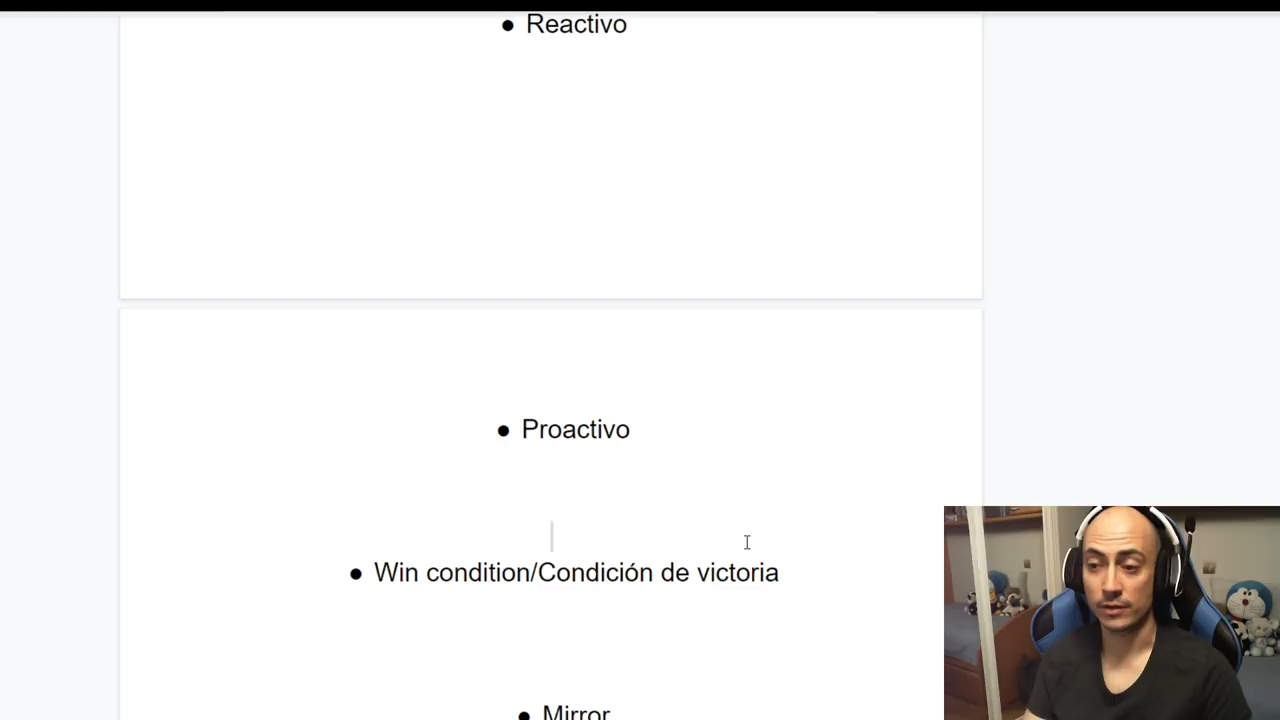 ● Reactivo
● Proactivo
● Win condition/Condición de victoria
● Mirror